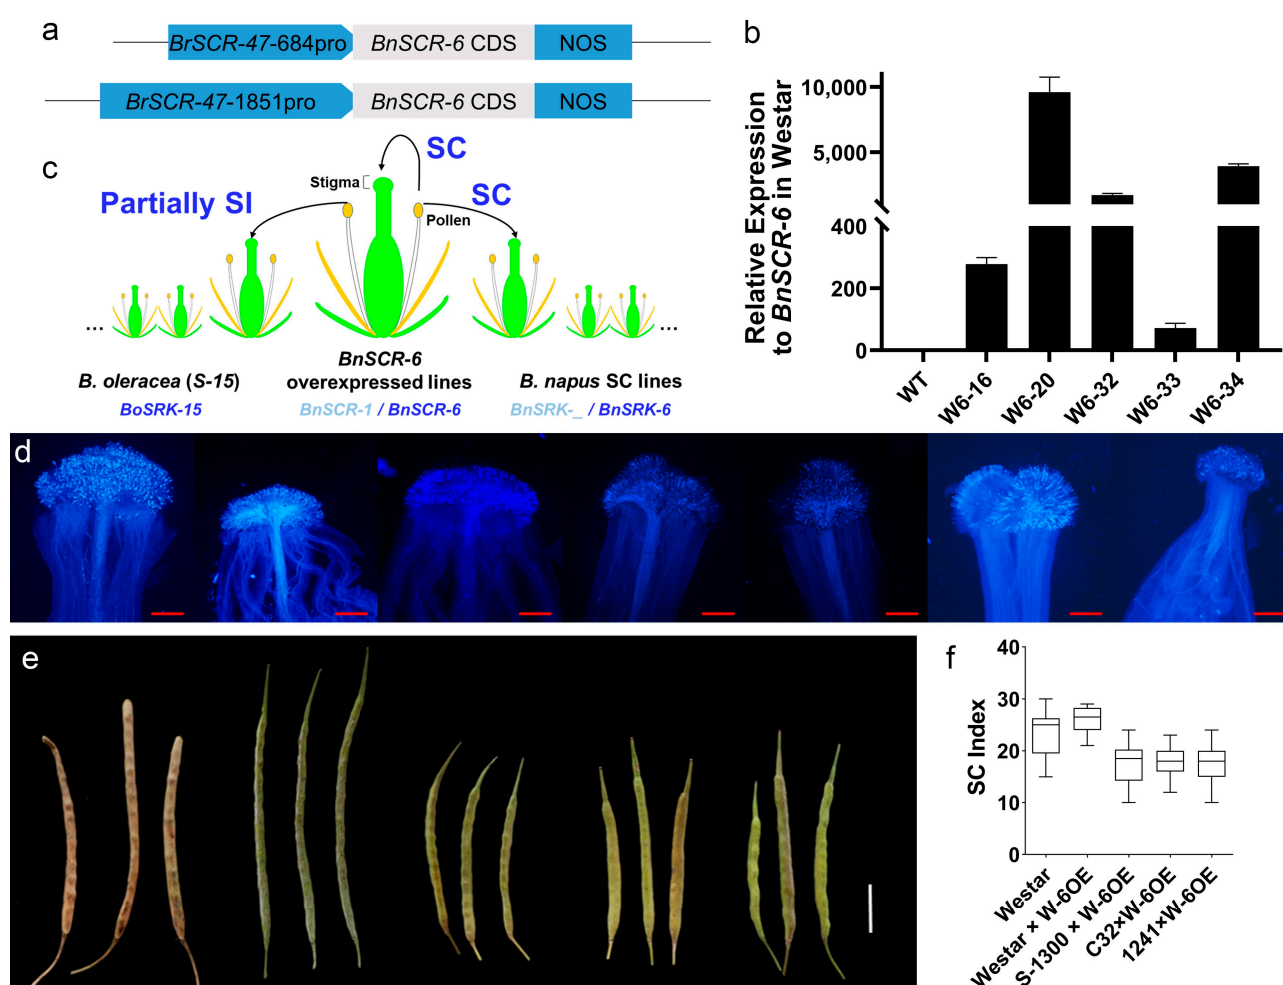 a
BrSCR-47-684pro
BnSCR-6 CDS
NOS
BrSCR-47-1851pro
BnSCR-6 CDS
NOS
b
Relative Expression
to BnSCR-6 in Westar
10,000
5,000
400
200
0
WT
W6-16
W6-20
W6-32
W6-33
W6-34
c
SC
Stigma
Partially SI
SC
Pollen
...
...
B. oleracea (S-15)
BoSRK-15
BnSCR-6
overexpressed lines
BnSCR-1 / BnSCR-6
B. napus SC lines
BnSRK-_ / BnSRK-6
d
e
f
SC Index
40
30
20
10
0
Westar
Westar × W-6OE
S-1300 × W-6OE
C32×W-6OE
1241×W-6OE